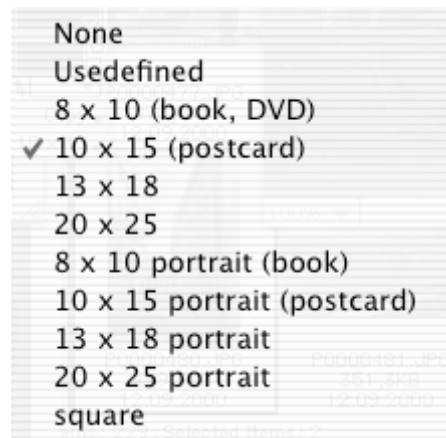 None
Usedefined
8 x 10 (book, DVD)
✓ 10 x 15 (postcard)
13 x 18
20 x 25
8 x 10 portrait (book)
10 x 15 portrait (postcard)
13 x 18 portrait
20 x 25 portrait
square